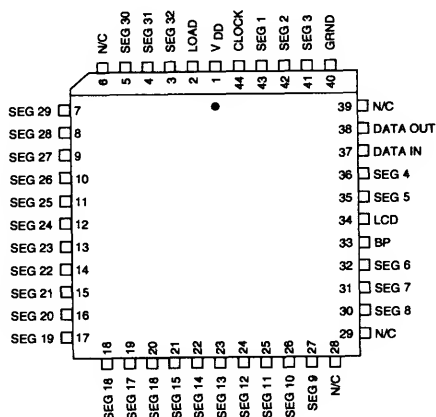 N/C
SEG 30
SEG 31
SEG 32
LOAD
V DD
CLOCK
SEG 1
SEG 2
SEG 3
GRND
6 5 4 3 2 1 44 43 42 41 40
SEG 29 7
SEG 28 8
SEG 27 9
SEG 26 10
SEG 25 11
SEG 24 12
SEG 23 13
SEG 22 14
SEG 21 15
SEG 20 16
SEG 19 17
39 N/C
38 DATA OUT
37 DATA IN
36 SEG 4
35 SEG 5
34 LCD
33 BP
32 SEG 6
31 SEG 7
30 SEG 8
29 N/C
18 19 20 21 22 23 24 25 26 27 28
SEG 18
SEG 17
SEG 18
SEG 15
SEG 14
SEG 13
SEG 12
SEG 11
SEG 10
SEG 9
N/C